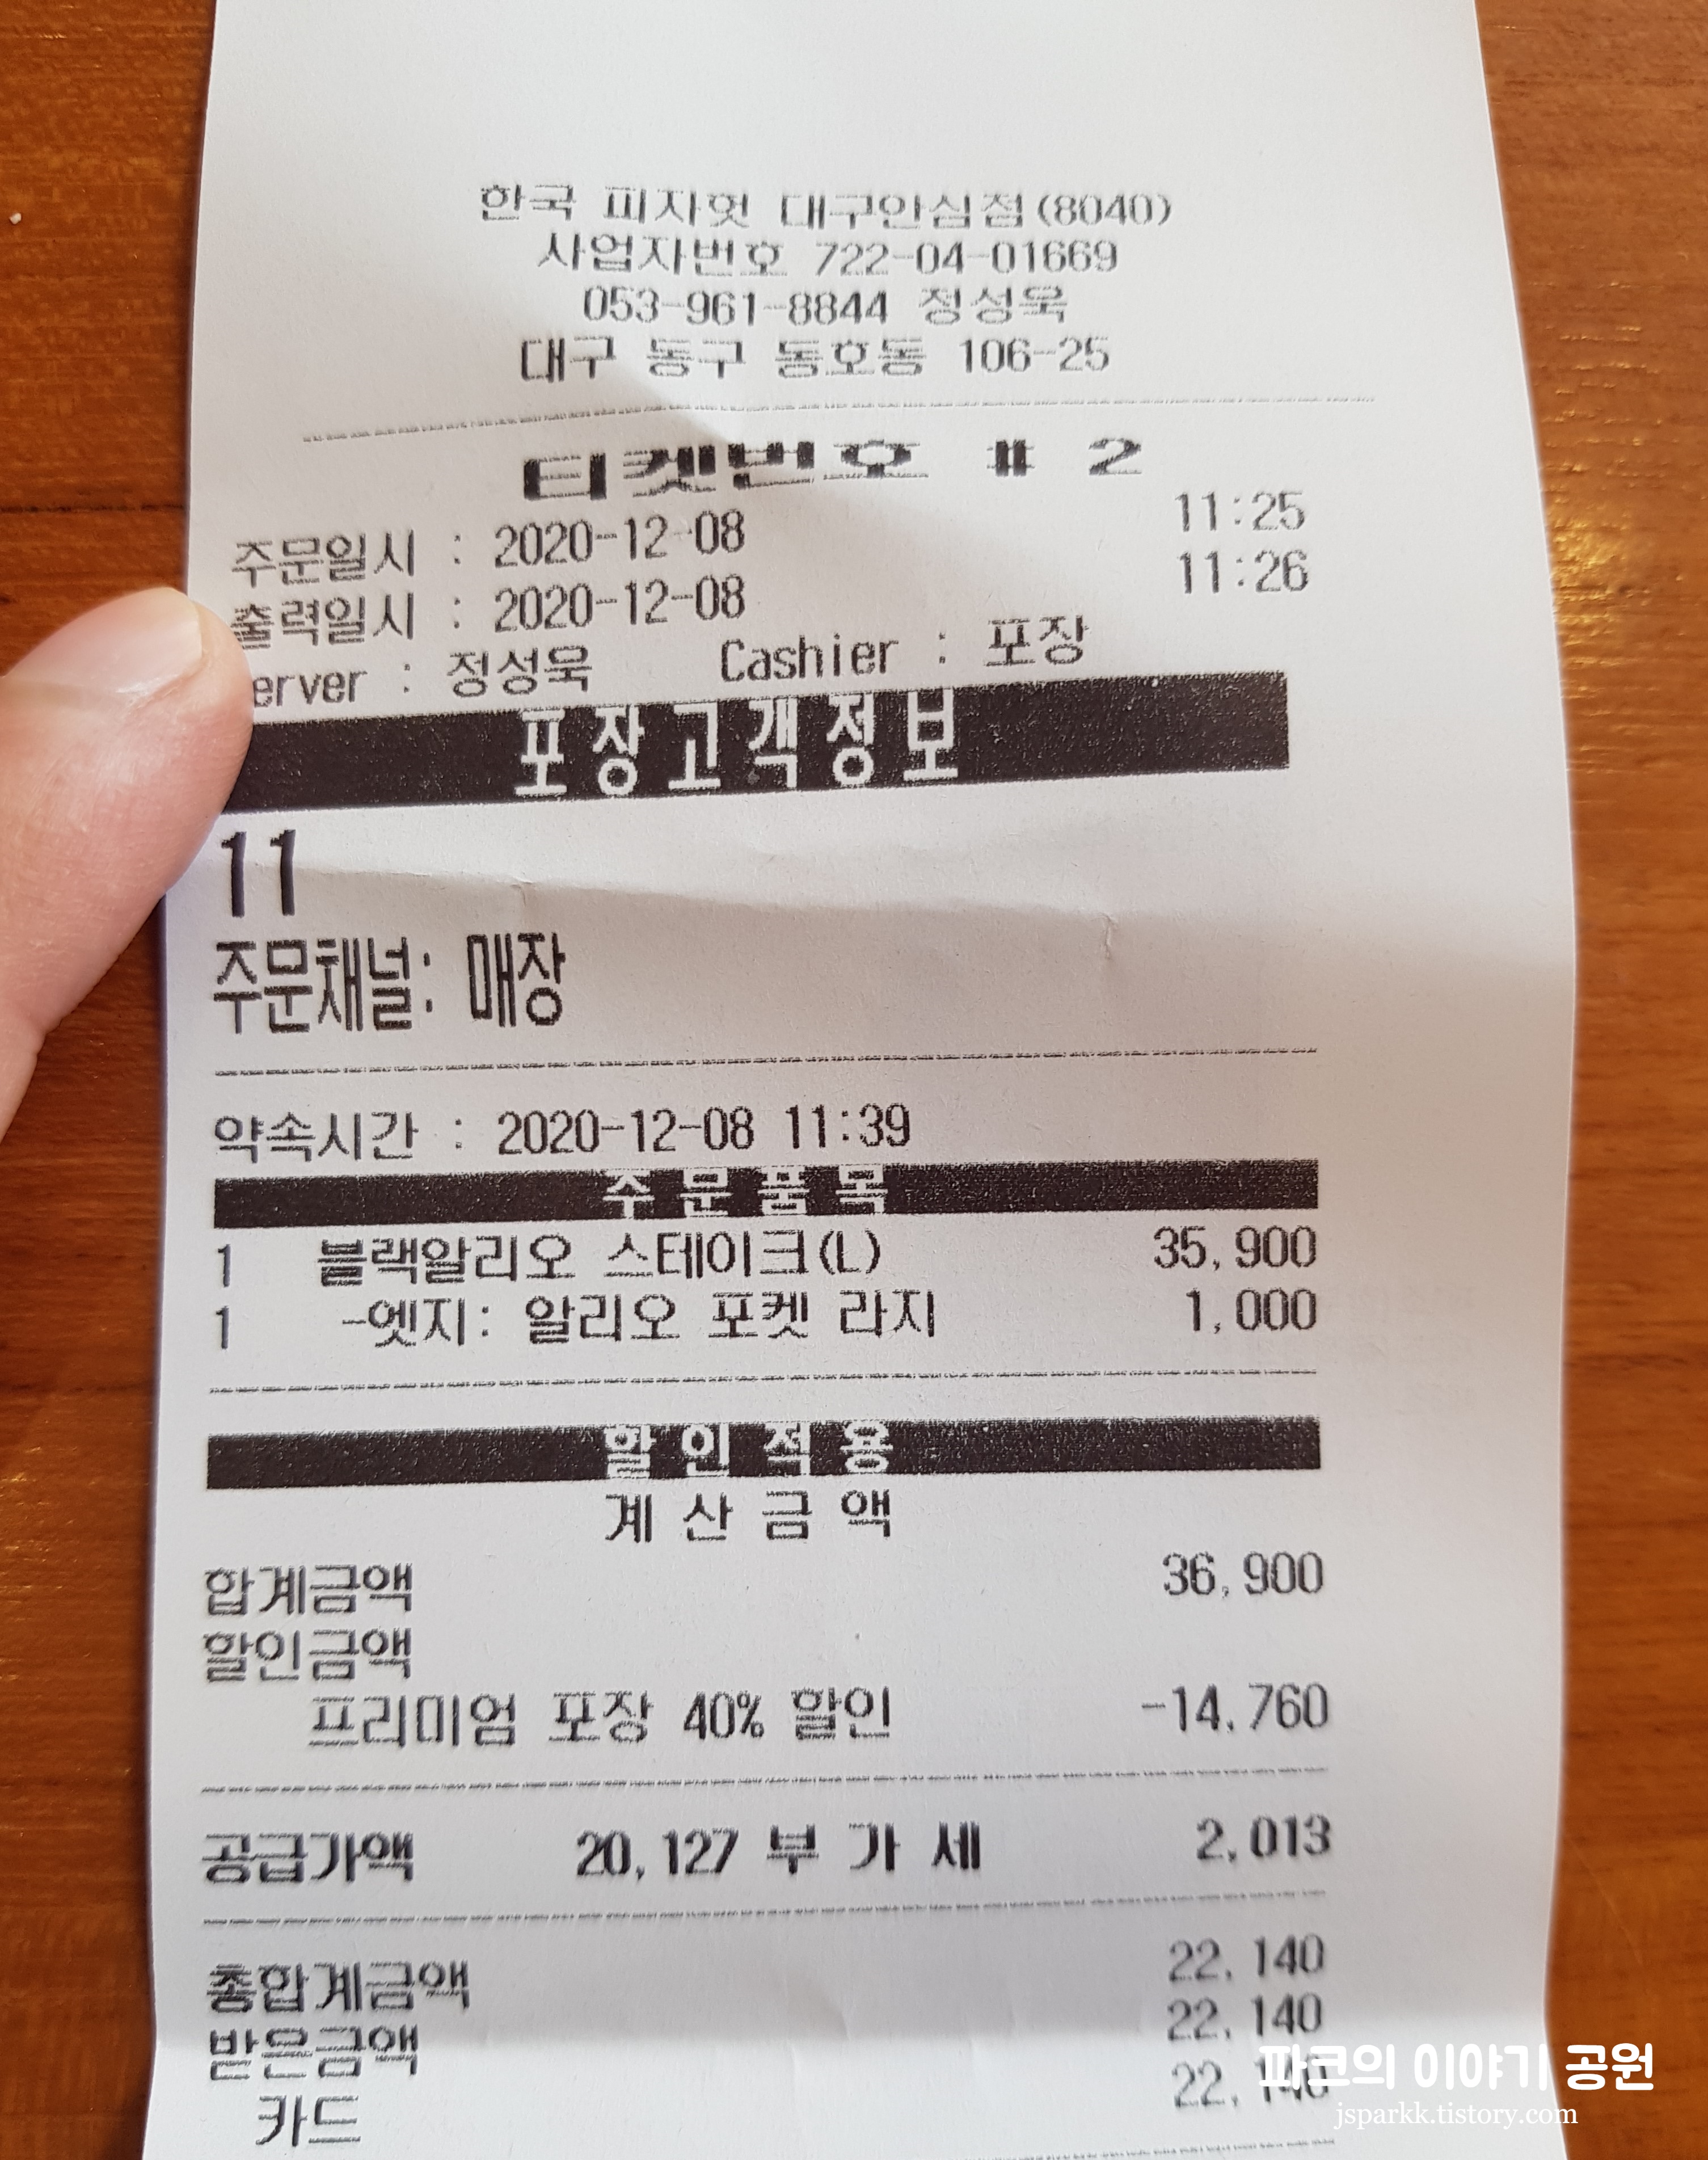 한국 피자헛 대구안심점(8040)
사업자번호 722-04-01669
053-961-8844 정성욱
대구 동구 동호동 106-25
티켓번호 # 2
주문일시 : 2020-12-08 11:25
출력일시 : 2020-12-08 11:26
erver : 정성욱 Cashier : 포장
포장고객정보
11
주문채널: 매장
약속시간 : 2020-12-08 11:39
주문품목
1 블랙알리오 스테이크(L) 35,900
1 -엣지: 알리오 포켓 라지 1,000
할인적용
계산금액
합계금액 36,900
할인금액
프리미엄 포장 40% 할인 -14,760
공급가액 20,127 부가세 2,013
총합계금액 22,140
받은금액 22,140
카드 22,140
파크의 이야기 공원
jsparkk.tistory.com